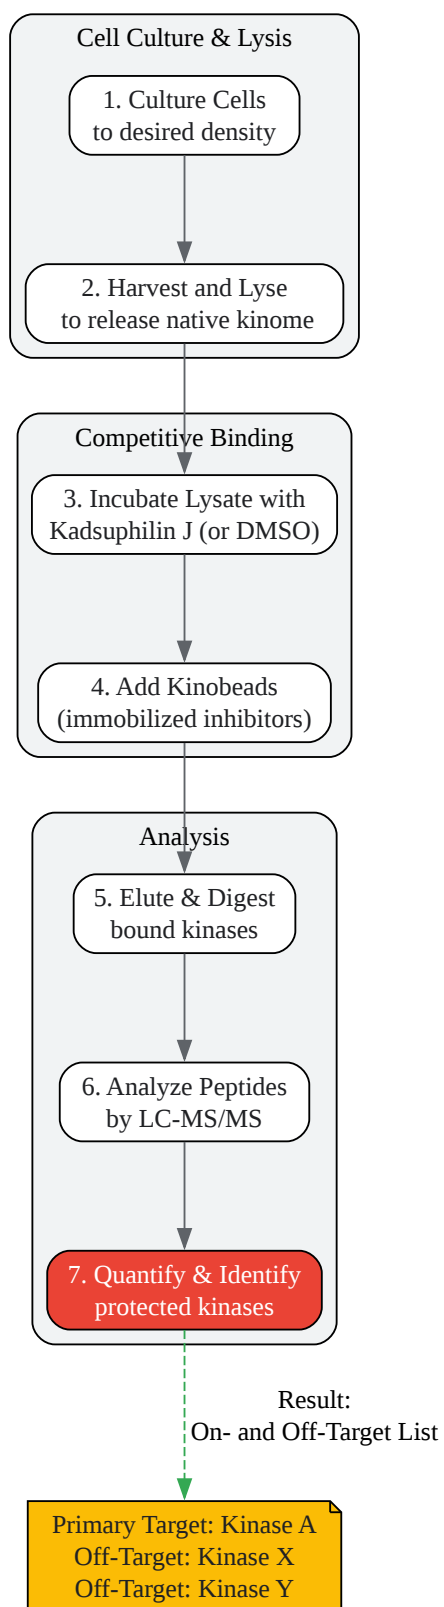 Cell Culture & Lysis
1. Culture Cells
to desired density
2. Harvest and Lyse
to release native kinome
Competitive Binding
3. Incubate Lysate with
Kadsuphilin J (or DMSO)
4. Add Kinobeads
(immobilized inhibitors)
Analysis
5. Elute & Digest
bound kinases
6. Analyze Peptides
by LC-MS/MS
7. Quantify & Identify
protected kinases
Result:
On- and Off-Target List
Primary Target: Kinase A
Off-Target: Kinase X
Off-Target: Kinase Y